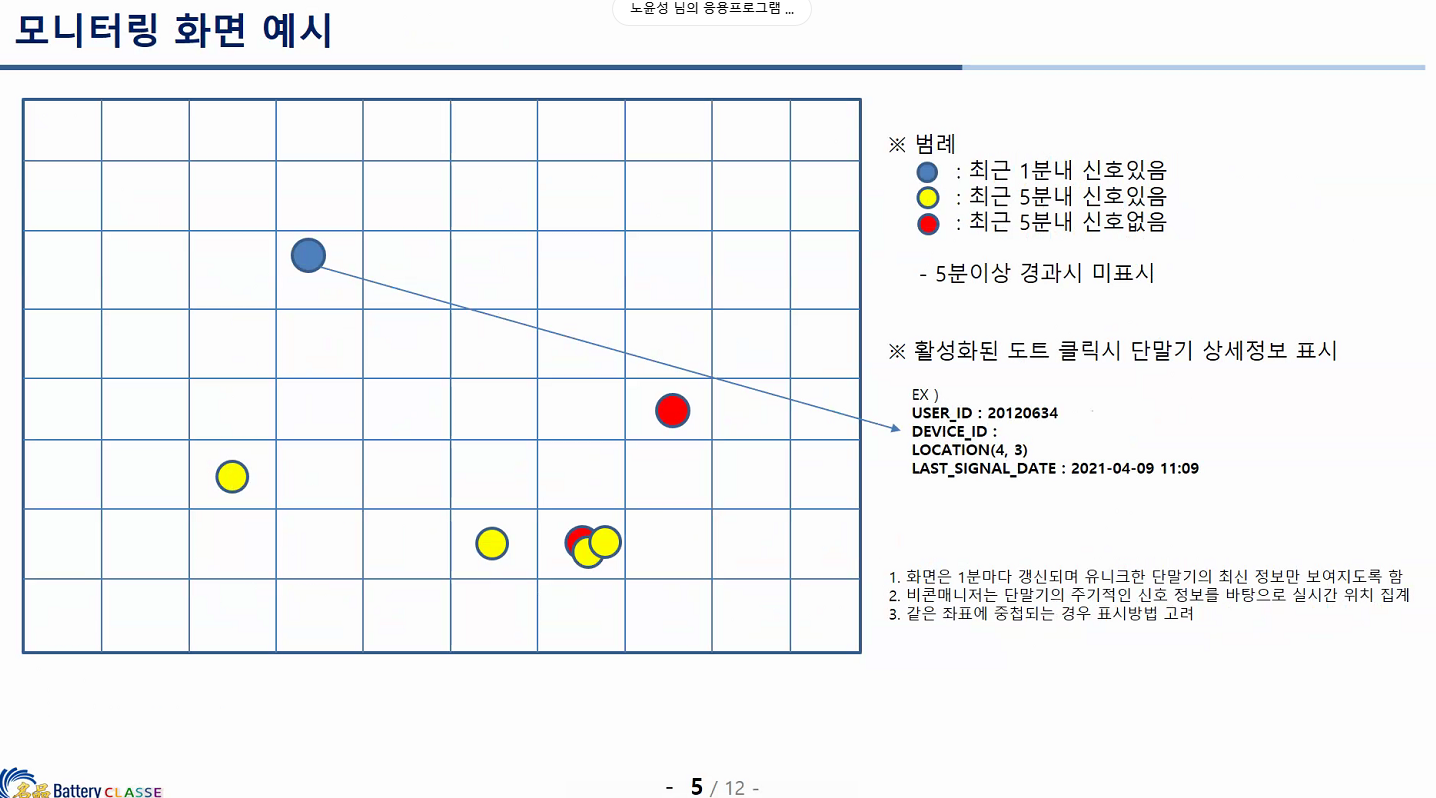 노윤성 님의 응용프로그램 ...
모니터링 화면 예시
※ 범례
: 최근 1분내 신호있음
: 최근 5분내 신호있음
: 최근 5분내 신호없음
- 5분이상 경과시 미표시
※ 활성화된 도트 클릭시 단말기 상세정보 표시
EX )
USER_ID : 20120634
DEVICE_ID :
LOCATION(4, 3)
LAST_SIGNAL_DATE : 2021-04-09 11:09
1. 화면은 1분마다 갱신되며 유니크한 단말기의 최신 정보만 보여지도록 함
2. 비콘매니저는 단말기의 주기적인 신호 정보를 바탕으로 실시간 위치 집계
3. 같은 좌표에 중첩되는 경우 표시방법 고려
名品 Battery CLASSE
- 5 / 12 -